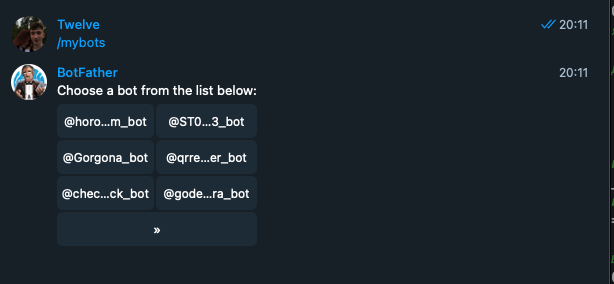 Twelve 20:11
/mybots
BotFather 20:11
Choose a bot from the list below:
@horo...m_bot @ST0...3_bot
@Gorgona_bot @qrre...er_bot
@chec...ck_bot @gode...ra_bot
»